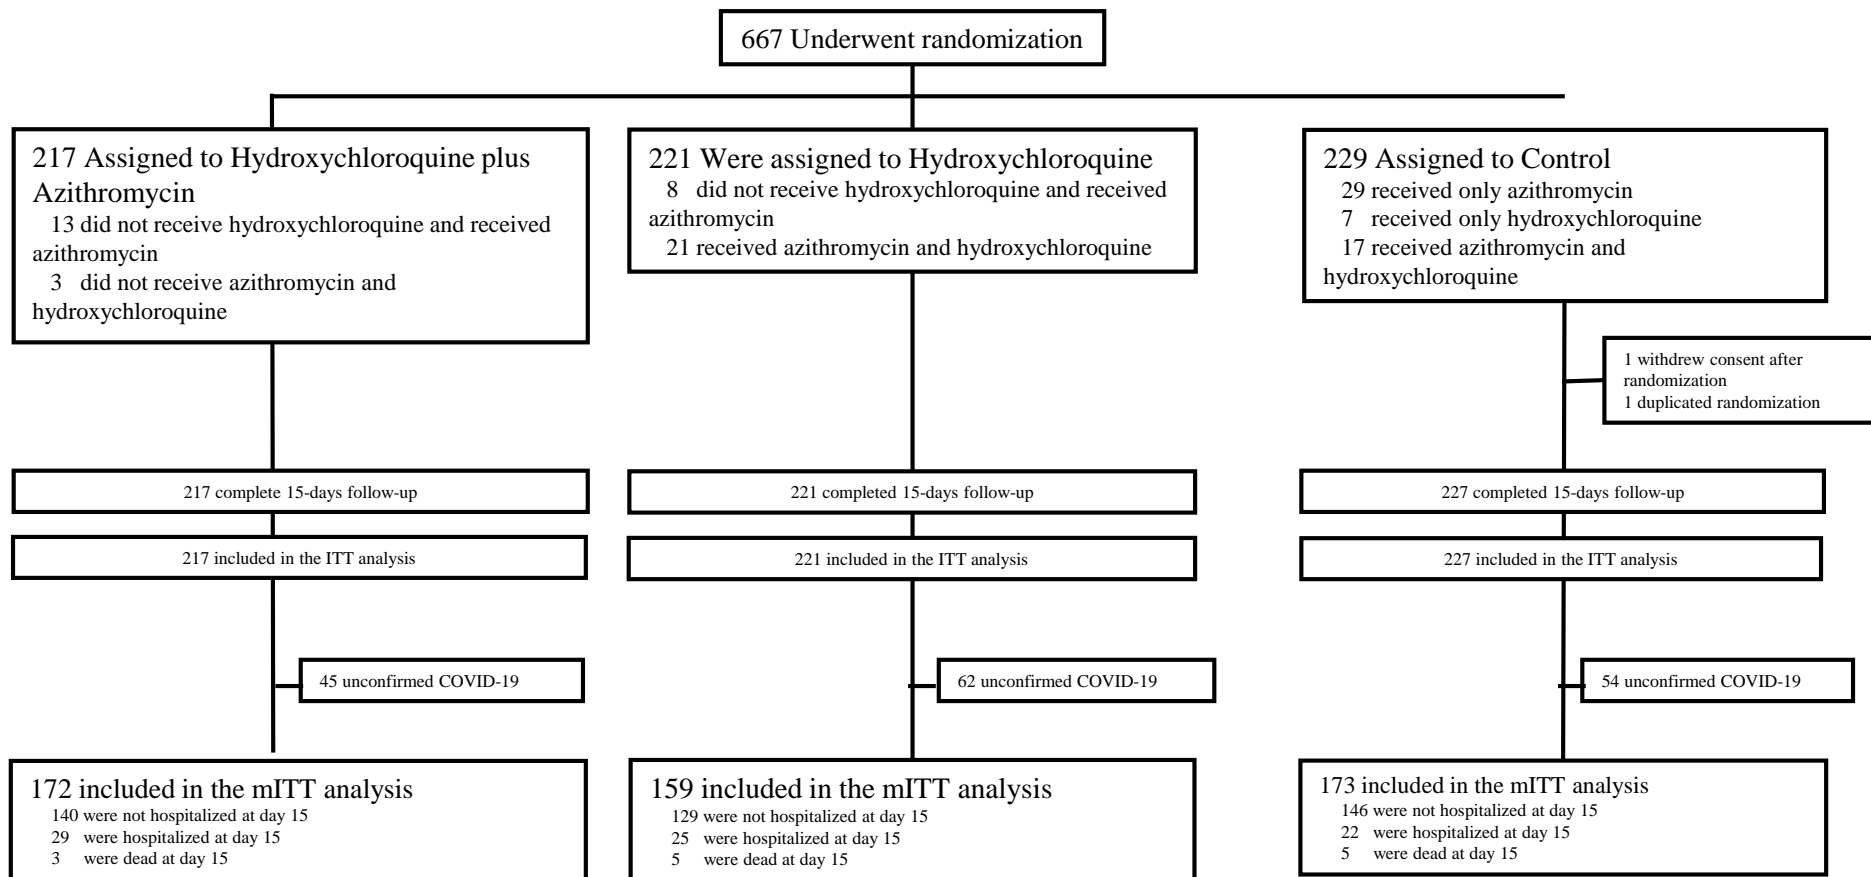 667 Underwent randomization
217 Assigned to Hydroxychloroquine plus
Azithromycin
13 did not receive hydroxychloroquine and received
azithromycin
3 did not receive azithromycin and
hydroxychloroquine
221 Were assigned to Hydroxychloroquine
8 did not receive hydroxychloroquine and received
azithromycin
21 received azithromycin and hydroxychloroquine
229 Assigned to Control
29 received only azithromycin
7 received only hydroxychloroquine
17 received azithromycin and
hydroxychloroquine
1 withdrew consent after
randomization
1 duplicated randomization
217 complete 15-days follow-up
221 completed 15-days follow-up
227 completed 15-days follow-up
217 included in the ITT analysis
221 included in the ITT analysis
227 included in the ITT analysis
45 unconfirmed COVID-19
62 unconfirmed COVID-19
54 unconfirmed COVID-19
172 included in the mITT analysis
140 were not hospitalized at day 15
29 were hospitalized at day 15
3 were dead at day 15
159 included in the mITT analysis
129 were not hospitalized at day 15
25 were hospitalized at day 15
5 were dead at day 15
173 included in the mITT analysis
146 were not hospitalized at day 15
22 were hospitalized at day 15
5 were dead at day 15